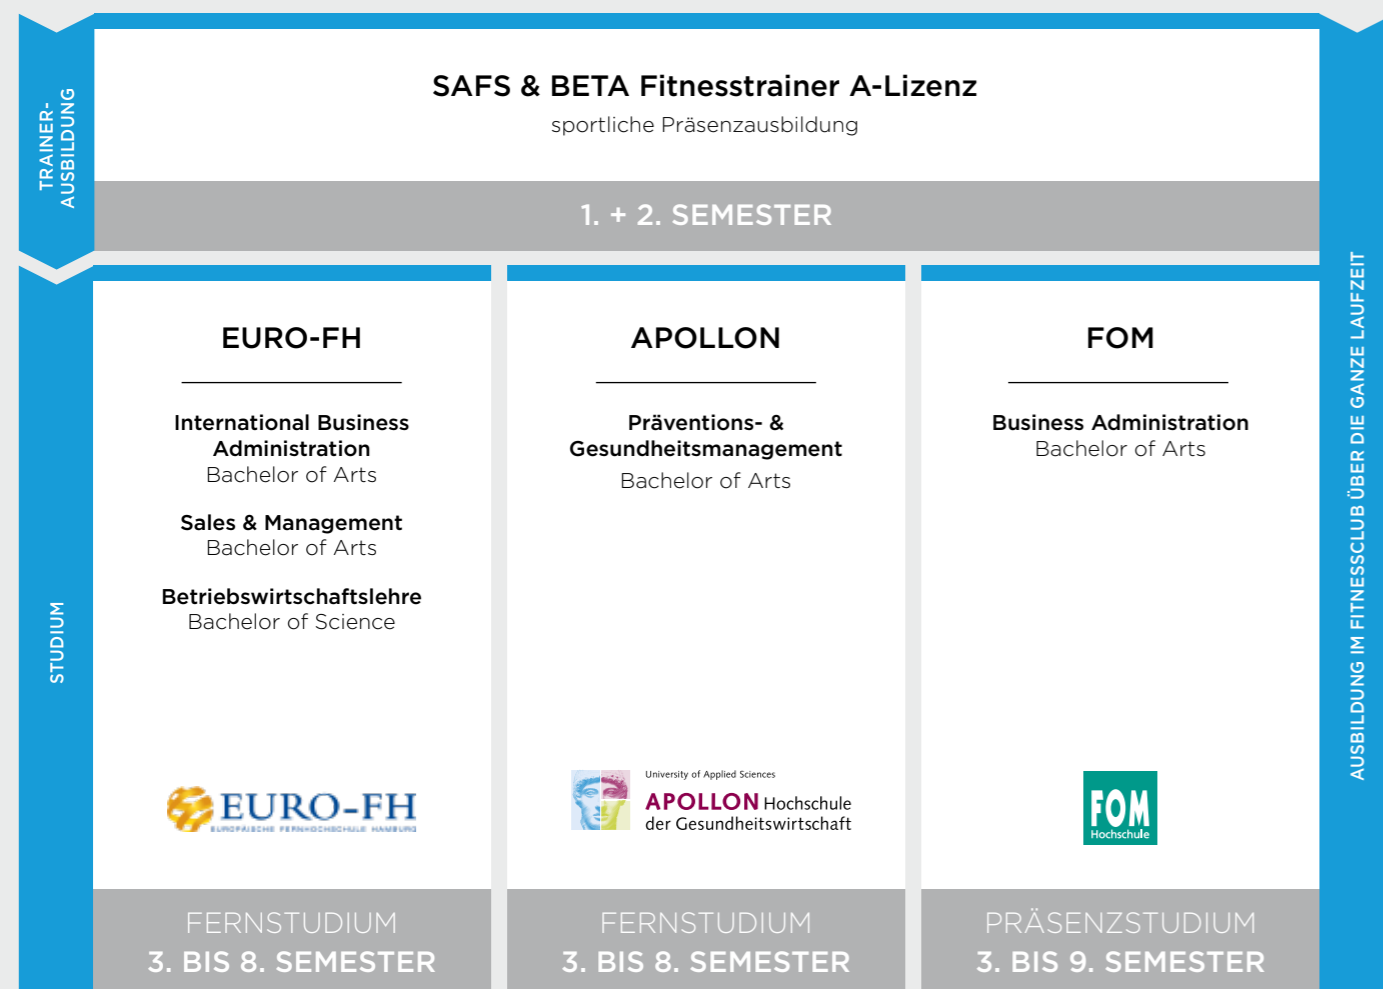 TRAINER-
AUSBILDUNG
SAFS & BETA Fitnesstrainer A-Lizenz
sportliche Präsenzausbildung
1. + 2. SEMESTER
STUDIUM
EURO-FH
International Business
Administration
Bachelor of Arts
Sales & Management
Bachelor of Arts
Betriebswirtschaftslehre
Bachelor of Science
EURO-FH
EUROPÄISCHE FERNHOCHSCHULE HAMBURG
FERNSTUDIUM
3. BIS 8. SEMESTER
APOLLON
Präventions- &
Gesundheitsmanagement
Bachelor of Arts
University of Applied Sciences
APOLLON Hochschule
der Gesundheitswirtschaft
FERNSTUDIUM
3. BIS 8. SEMESTER
FOM
Business Administration
Bachelor of Arts
FOM
Hochschule
PRÄSENZSTUDIUM
3. BIS 9. SEMESTER
AUSBILDUNG IM FITNESSCLUB ÜBER DIE GANZE LAUFZEIT